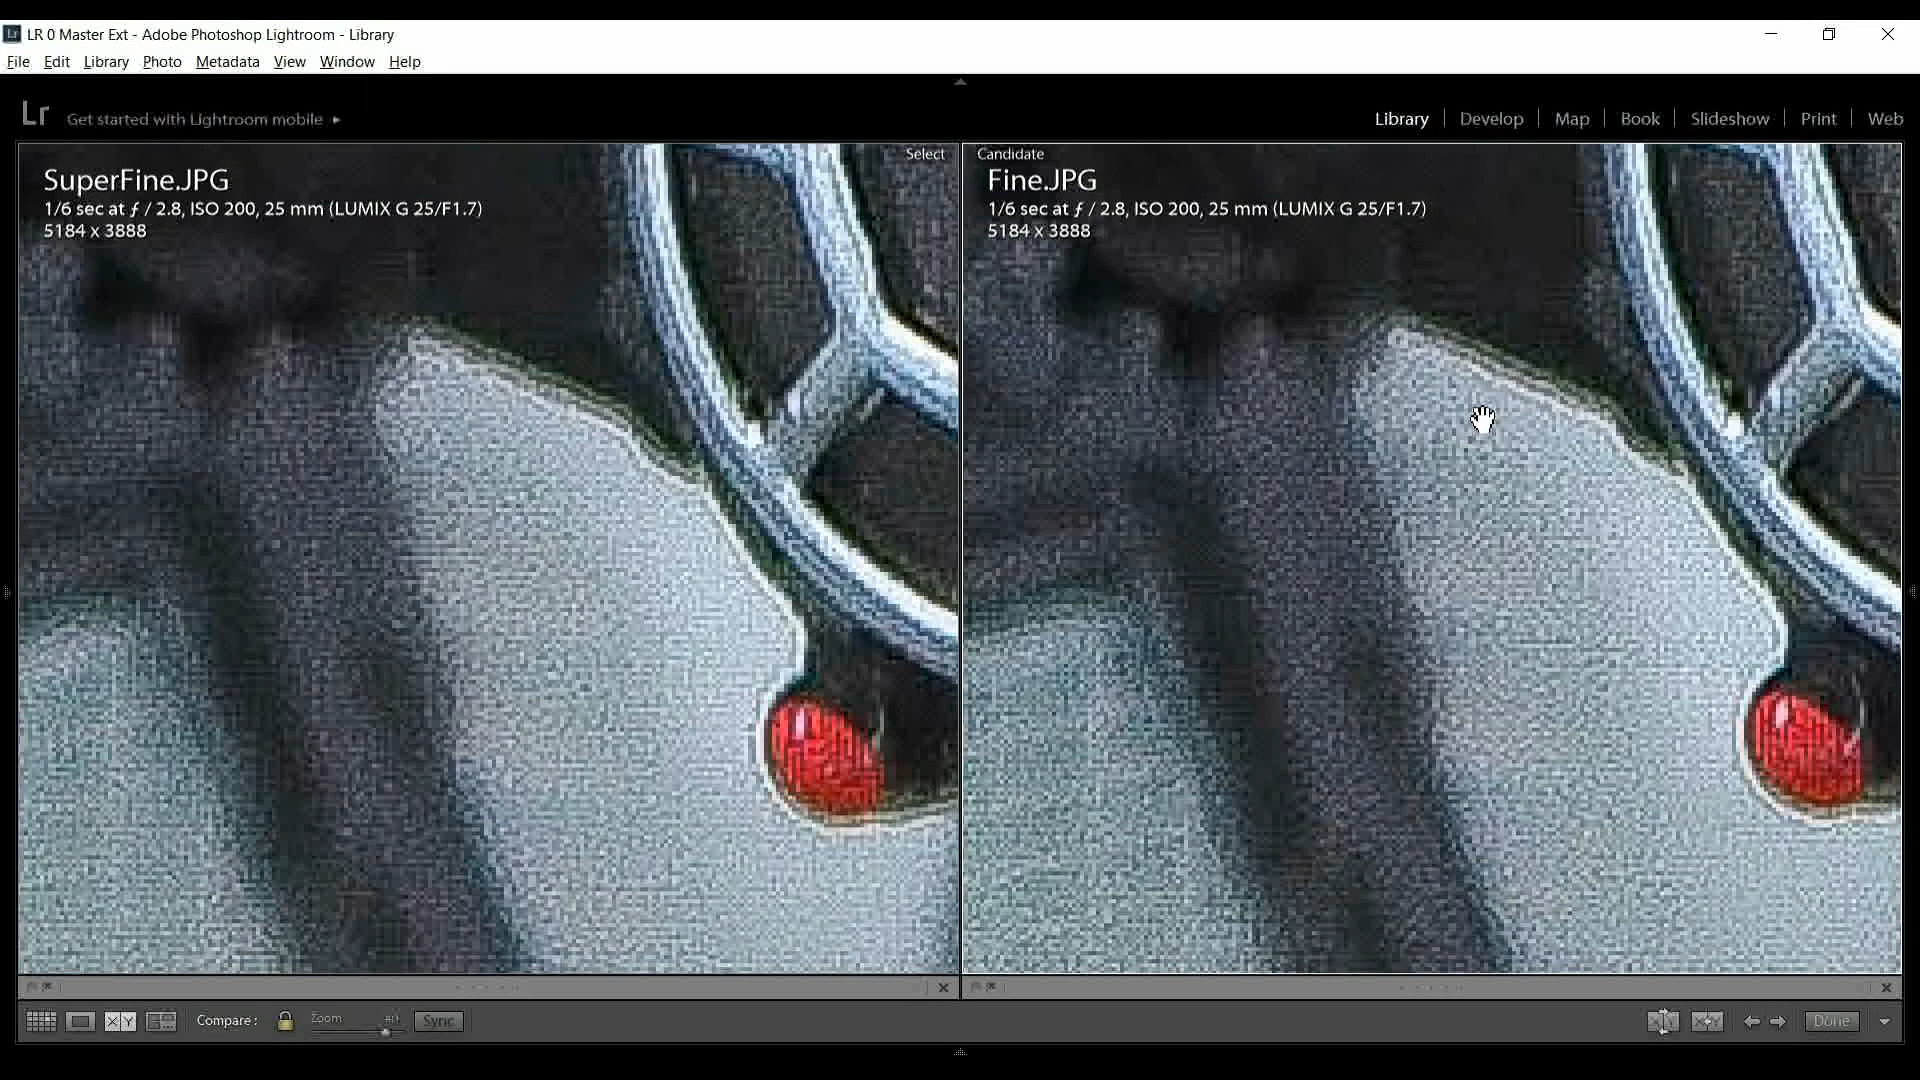 LR 0 Master Ext - Adobe Photoshop Lightroom - Library
File Edit Library Photo Metadata View Window Help
Lr Get started with Lightroom mobile
Library Develop Map Book Slideshow Print Web
Select
SuperFine.JPG
1/6 sec at ƒ / 2.8, ISO 200, 25 mm (LUMIX G 25/F1.7)
5184 x 3888
Candidate
Fine.JPG
1/6 sec at ƒ / 2.8, ISO 200, 25 mm (LUMIX G 25/F1.7)
5184 x 3888
X Y Compare : Zoom Sync
Done